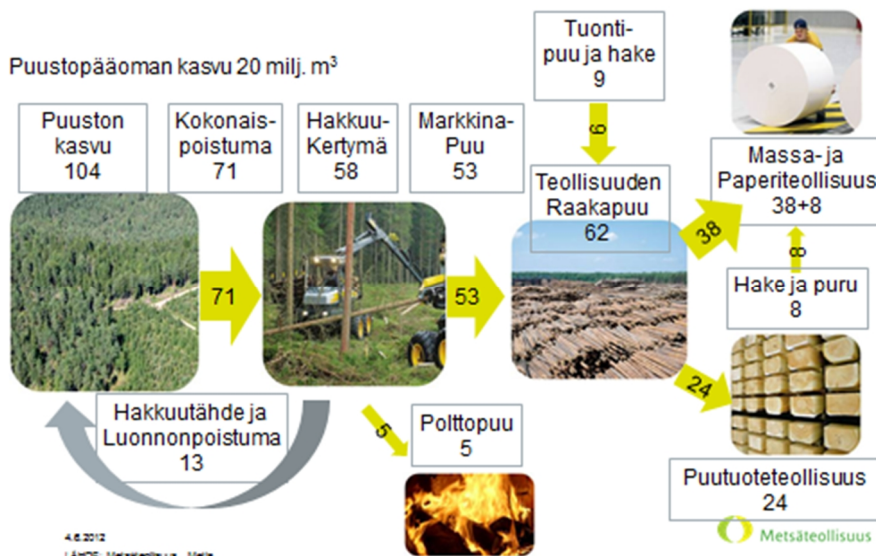 Puustopääoman kasvu 20 milj. m³
Tuonti-
puu ja hake
9
Puuston
kasvu
104
Kokonais-
poistuma
71
Hakkuu-
Kertymä
58
Markkina-
Puu
53
9
Teollisuuden
Raakapuu
62
Massa- ja
Paperiteollisuus
38+8
71
53
38
8
Hake ja puru
8
24
Hakkuutähde ja
Luonnonpoistuma
13
5
Polttopuu
5
Puutuoteteollisuus
24
4.6.2012
Metsäteollisuus